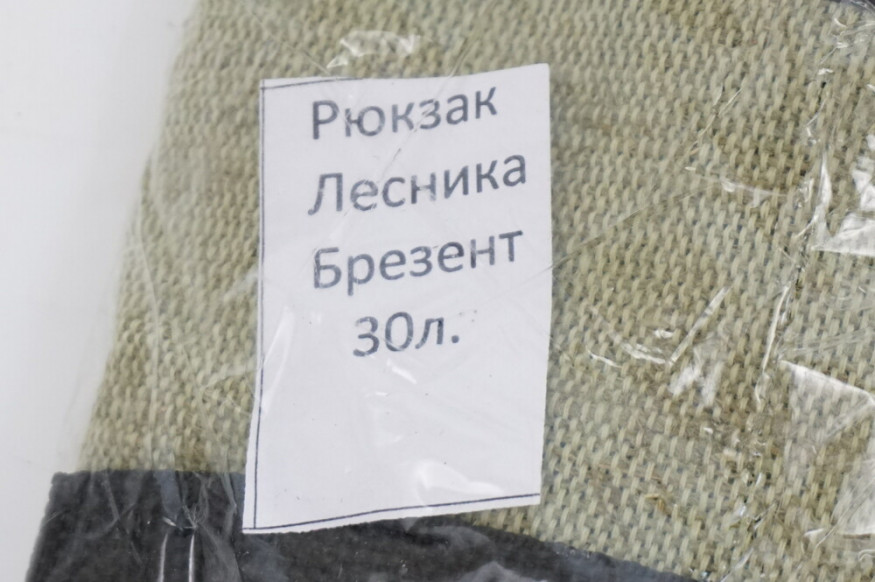 Рюкзак
Лесника
Брезент
30л.